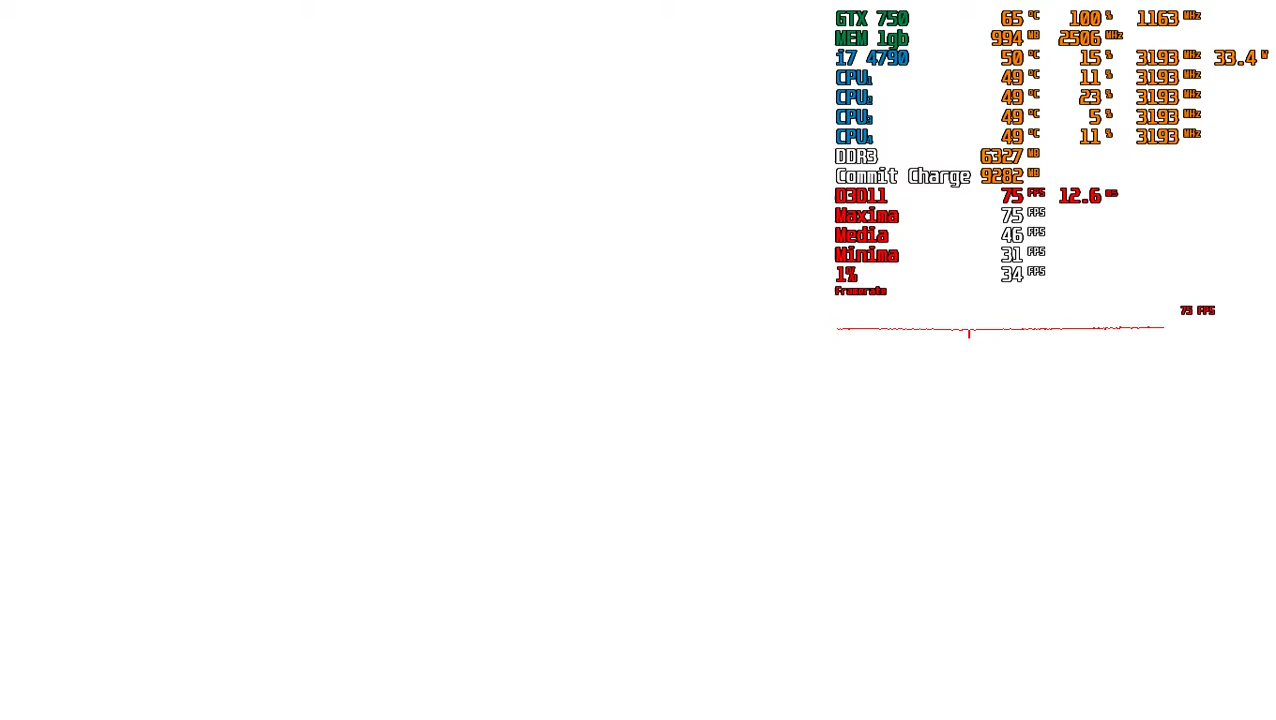 GTX 750 65 °C 100 % 1163 MHz
MEM 1gb 994 MB 2506 MHz
i7 4790 50 °C 15 % 3193 MHz 33.4 W
CPU1 49 °C 11 % 3193 MHz
CPU2 49 °C 23 % 3193 MHz
CPU3 49 °C 5 % 3193 MHz
CPU4 49 °C 11 % 3193 MHz
DDR3 6327 MB
Commit Charge 9282 MB
D3D11 75 FPS 12.6 ms
Maxima 75 FPS
Media 46 FPS
Minima 31 FPS
1% 34 FPS
Framerate
75 FPS